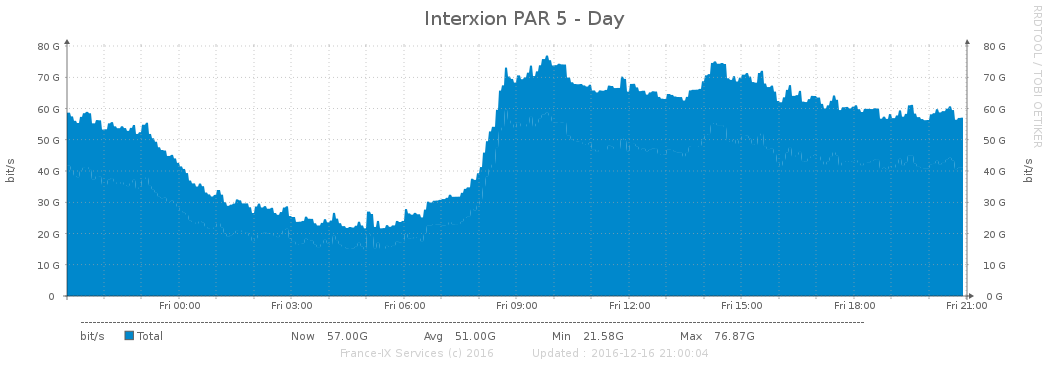 Interxion PAR 5 - Day
RRDTOOL / TOBI OETIKER
80 G 80 G
70 G 70 G
60 G 60 G
50 G 50 G
40 G 40 G
30 G 30 G
20 G 20 G
10 G 10 G
0 0 G
bit/s bit/s
Fri 00:00 Fri 03:00 Fri 06:00 Fri 09:00 Fri 12:00 Fri 15:00 Fri 18:00 Fri 21:00
bit/s Total Now 57.00G Avg 51.00G Min 21.58G Max 76.87G
France-IX Services (c) 2016 Updated : 2016-12-16 21:00:04